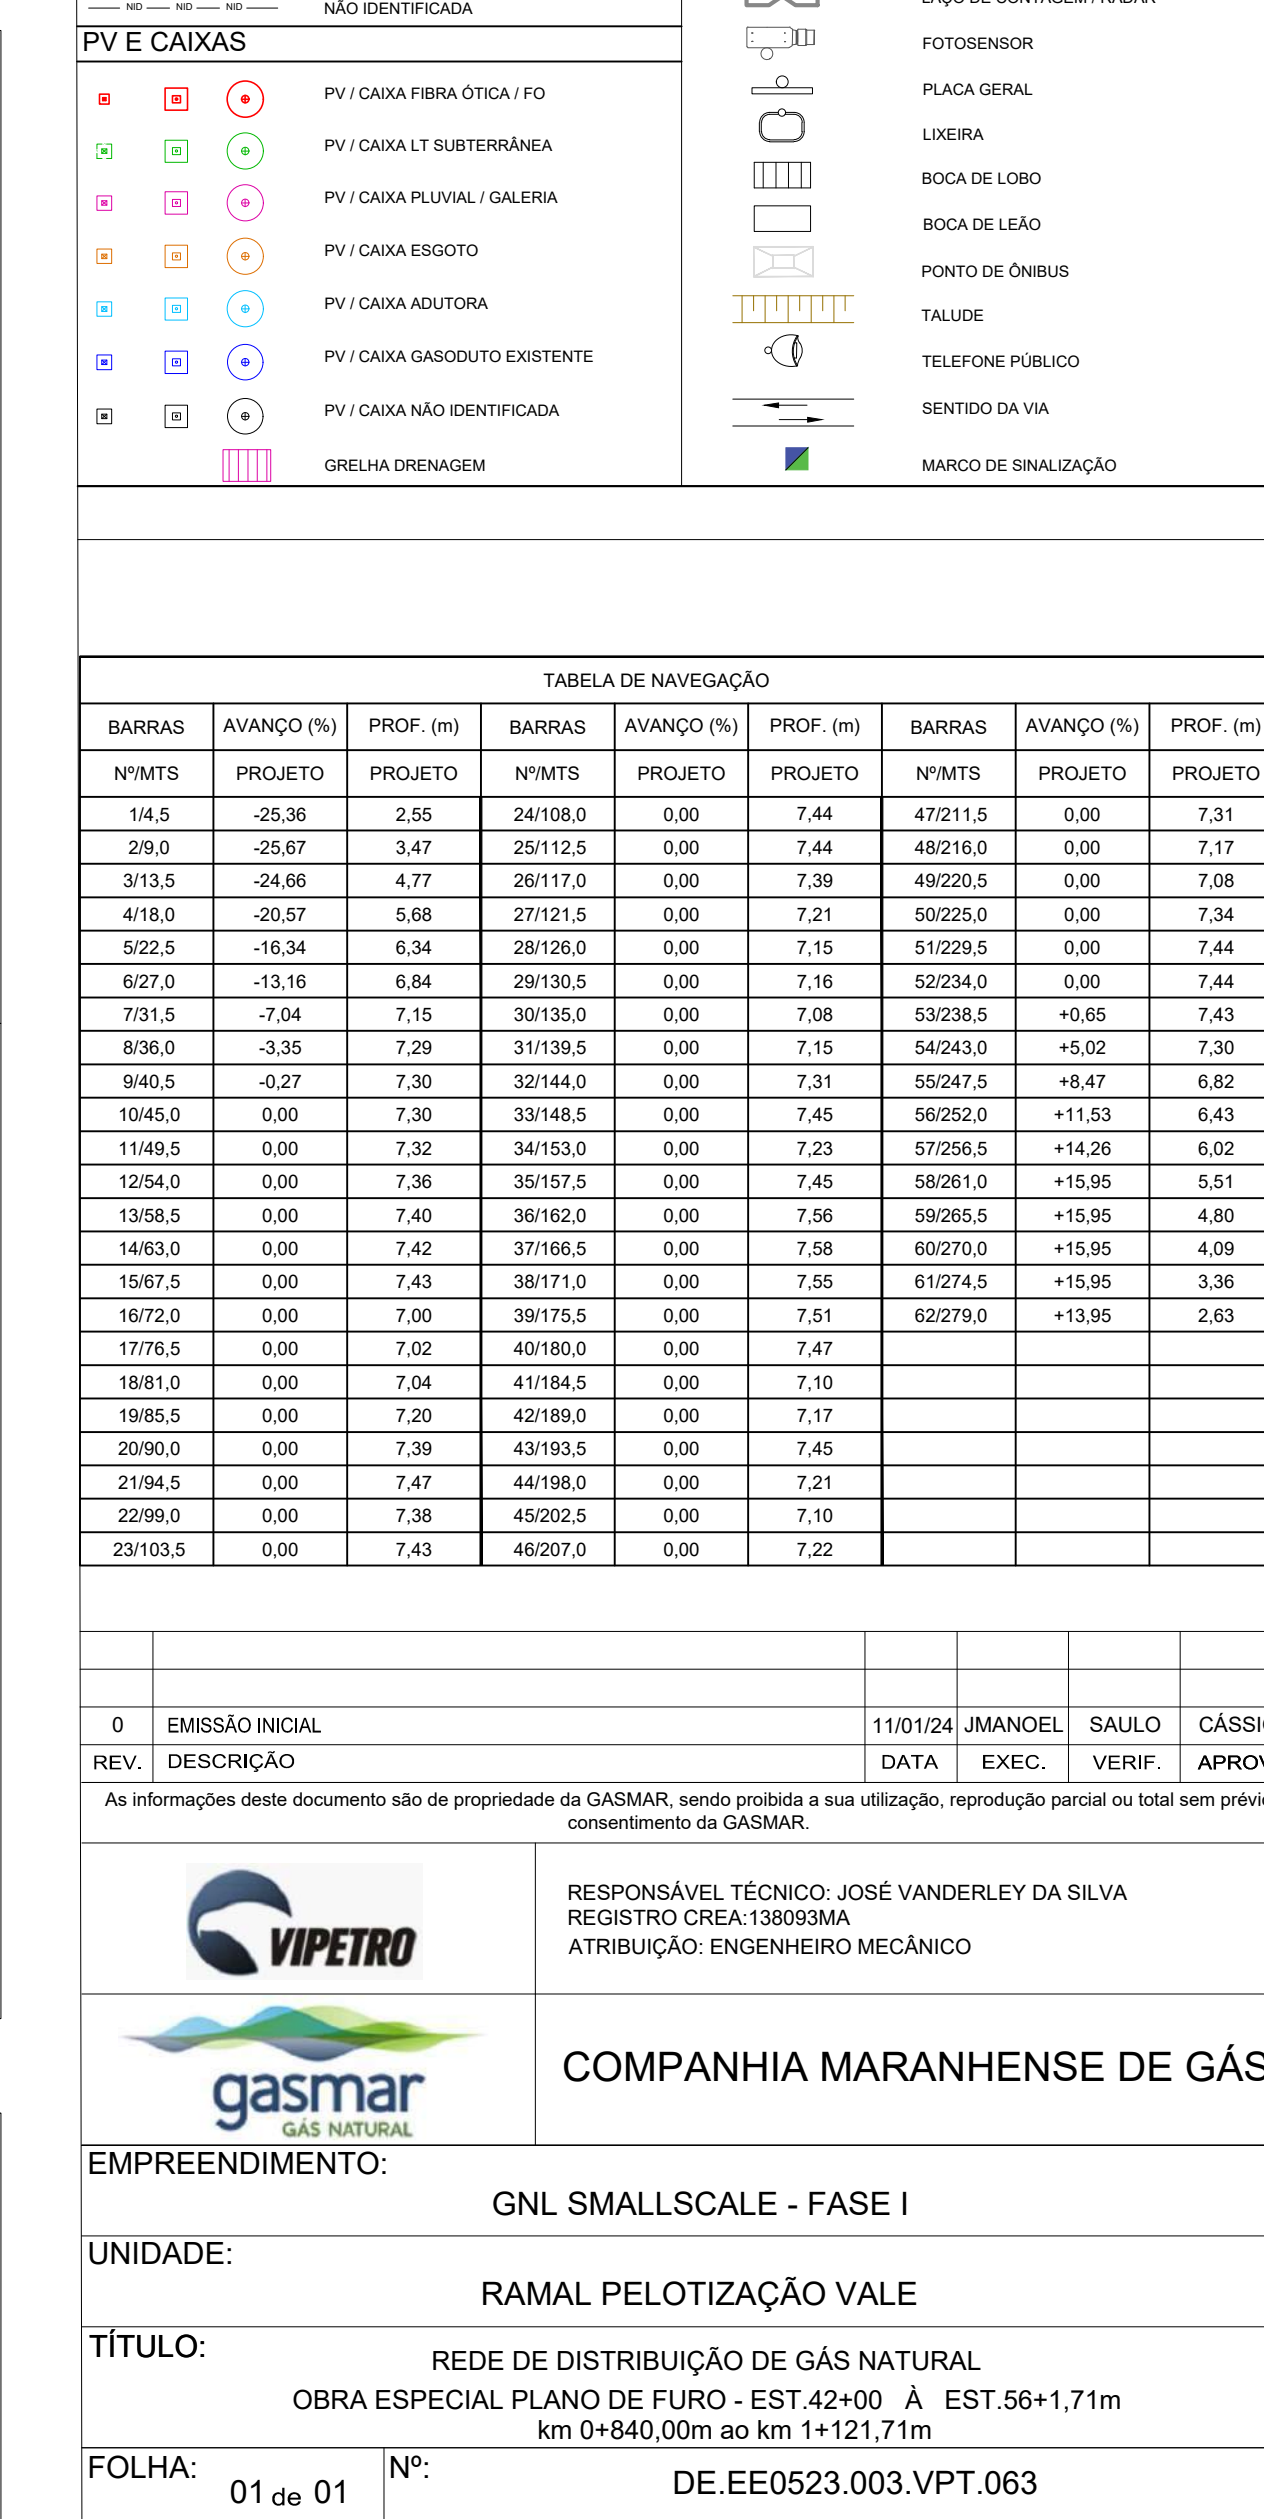 NID NID NID NÃO IDENTIFICADA
PV E CAIXAS
PV / CAIXA FIBRA ÓTICA / FO
PV / CAIXA LT SUBTERRÂNEA
PV / CAIXA PLUVIAL / GALERIA
PV / CAIXA ESGOTO
PV / CAIXA ADUTORA
PV / CAIXA GASODUTO EXISTENTE
PV / CAIXA NÃO IDENTIFICADA
GRELHA DRENAGEM
LAÇO DE CONTAGEM / RADAR
FOTOSENSOR
PLACA GERAL
LIXEIRA
BOCA DE LOBO
BOCA DE LEÃO
PONTO DE ÔNIBUS
TALUDE
TELEFONE PÚBLICO
SENTIDO DA VIA
MARCO DE SINALIZAÇÃO
TABELA DE NAVEGAÇÃO
BARRAS AVANÇO (%) PROF. (m) BARRAS AVANÇO (%) PROF. (m) BARRAS AVANÇO (%) PROF. (m)
Nº/MTS PROJETO PROJETO Nº/MTS PROJETO PROJETO Nº/MTS PROJETO PROJETO
1/4,5 -25,36 2,55 24/108,0 0,00 7,44 47/211,5 0,00 7,31
2/9,0 -25,67 3,47 25/112,5 0,00 7,44 48/216,0 0,00 7,17
3/13,5 -24,66 4,77 26/117,0 0,00 7,39 49/220,5 0,00 7,08
4/18,0 -20,57 5,68 27/121,5 0,00 7,21 50/225,0 0,00 7,34
5/22,5 -16,34 6,34 28/126,0 0,00 7,15 51/229,5 0,00 7,44
6/27,0 -13,16 6,84 29/130,5 0,00 7,16 52/234,0 0,00 7,44
7/31,5 -7,04 7,15 30/135,0 0,00 7,08 53/238,5 +0,65 7,43
8/36,0 -3,35 7,29 31/139,5 0,00 7,15 54/243,0 +5,02 7,30
9/40,5 -0,27 7,30 32/144,0 0,00 7,31 55/247,5 +8,47 6,82
10/45,0 0,00 7,30 33/148,5 0,00 7,45 56/252,0 +11,53 6,43
11/49,5 0,00 7,32 34/153,0 0,00 7,23 57/256,5 +14,26 6,02
12/54,0 0,00 7,36 35/157,5 0,00 7,45 58/261,0 +15,95 5,51
13/58,5 0,00 7,40 36/162,0 0,00 7,56 59/265,5 +15,95 4,80
14/63,0 0,00 7,42 37/166,5 0,00 7,58 60/270,0 +15,95 4,09
15/67,5 0,00 7,43 38/171,0 0,00 7,55 61/274,5 +15,95 3,36
16/72,0 0,00 7,00 39/175,5 0,00 7,51 62/279,0 +13,95 2,63
17/76,5 0,00 7,02 40/180,0 0,00 7,47
18/81,0 0,00 7,04 41/184,5 0,00 7,10
19/85,5 0,00 7,20 42/189,0 0,00 7,17
20/90,0 0,00 7,39 43/193,5 0,00 7,45
21/94,5 0,00 7,47 44/198,0 0,00 7,21
22/99,0 0,00 7,38 45/202,5 0,00 7,10
23/103,5 0,00 7,43 46/207,0 0,00 7,22
0 EMISSÃO INICIAL 11/01/24 JMANOEL SAULO CÁSSI
REV. DESCRIÇÃO DATA EXEC. VERIF. APROV
As informações deste documento são de propriedade da GASMAR, sendo proibida a sua utilização, reprodução parcial ou total sem prévi
consentimento da GASMAR.
VIPETRO
RESPONSÁVEL TÉCNICO: JOSÉ VANDERLEY DA SILVA
REGISTRO CREA:138093MA
ATRIBUIÇÃO: ENGENHEIRO MECÂNICO
gasmar
GÁS NATURAL
COMPANHIA MARANHENSE DE GÁS
EMPREENDIMENTO:
GNL SMALLSCALE - FASE I
UNIDADE:
RAMAL PELOTIZAÇÃO VALE
TÍTULO:
REDE DE DISTRIBUIÇÃO DE GÁS NATURAL
OBRA ESPECIAL PLANO DE FURO - EST.42+00 À EST.56+1,71m
km 0+840,00m ao km 1+121,71m
FOLHA:
01 de 01
Nº:
DE.EE0523.003.VPT.063